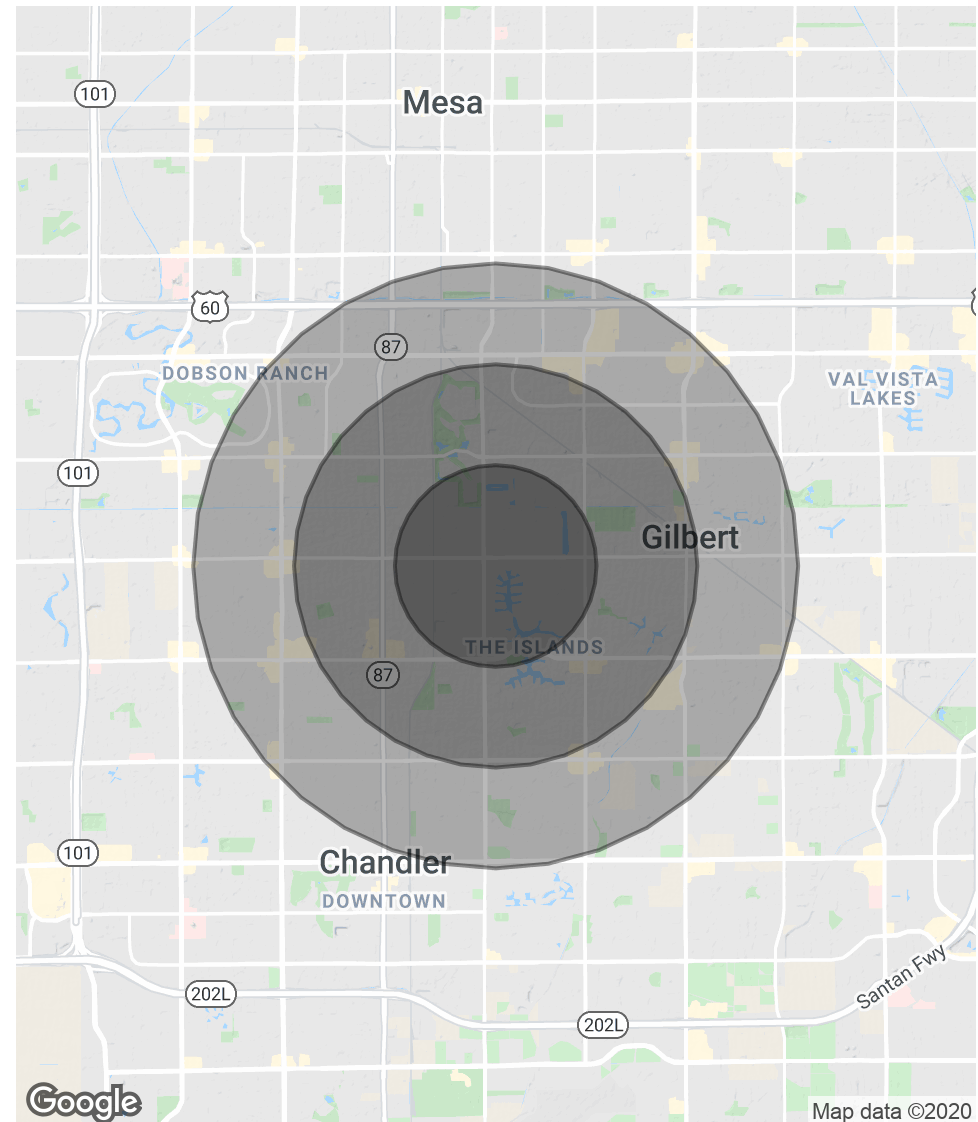 101
Mesa
60
87
DOBSON RANCH
VAL VISTA
LAKES
101
Gilbert
THE ISLANDS
87
101
Chandler
DOWNTOWN
Santan Fwy
202L
202L
Google
Map data ©2020